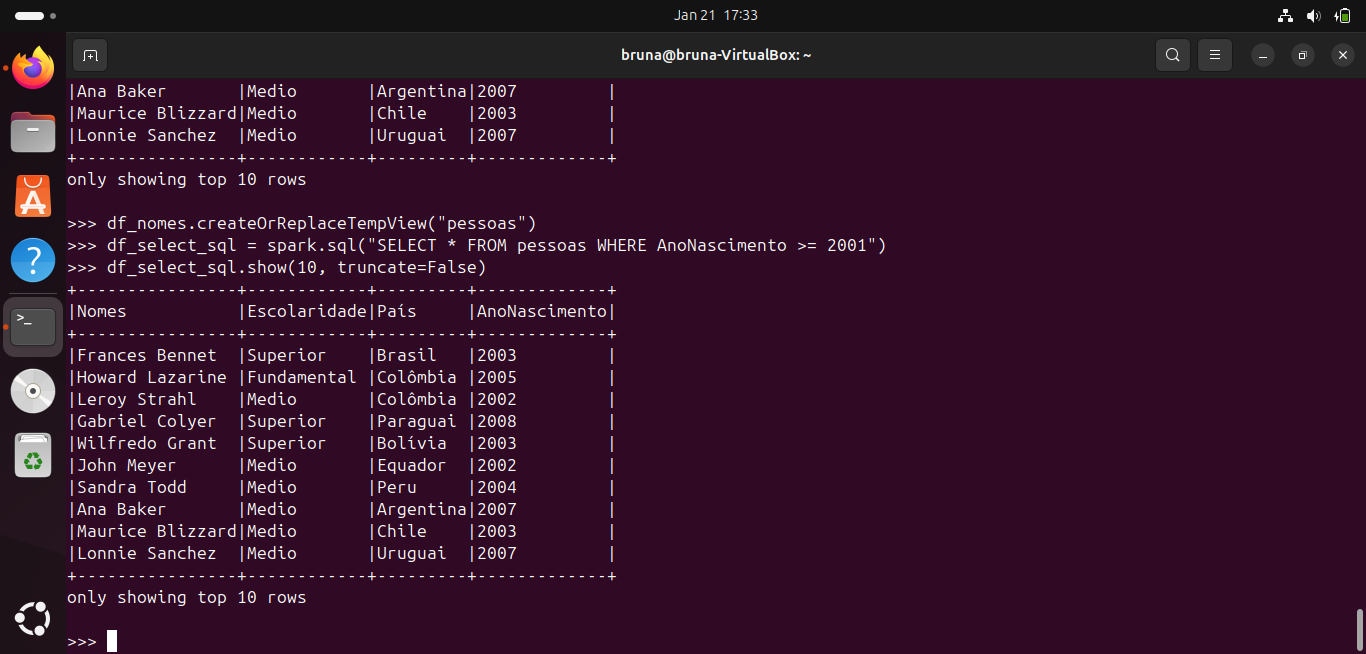 Jan 21 17:33
bruna@bruna-VirtualBox: ~
|Ana Baker       |Medio       |Argentina|2007         |
|Maurice Blizzard|Medio       |Chile    |2003         |
|Lonnie Sanchez  |Medio       |Uruguai  |2007         |
+----------------+------------+---------+-------------+
only showing top 10 rows
>>> df_nomes.createOrReplaceTempView("pessoas")
>>> df_select_sql = spark.sql("SELECT * FROM pessoas WHERE AnoNascimento >= 2001")
>>> df_select_sql.show(10, truncate=False)
+----------------+------------+---------+-------------+
|Nomes           |Escolaridade|País     |AnoNascimento|
+----------------+------------+---------+-------------+
|Frances Bennet  |Superior    |Brasil   |2003         |
|Howard Lazarine |Fundamental |Colômbia |2005         |
|Leroy Strahl    |Medio       |Colômbia |2002         |
|Gabriel Colyer  |Superior    |Paraguai |2008         |
|Wilfredo Grant  |Superior    |Bolivia  |2003         |
|John Meyer      |Medio       |Equador  |2002         |
|Sandra Todd     |Medio       |Peru     |2004         |
|Ana Baker       |Medio       |Argentina|2007         |
|Maurice Blizzard|Medio       |Chile    |2003         |
|Lonnie Sanchez  |Medio       |Uruguai  |2007         |
+----------------+------------+---------+-------------+
only showing top 10 rows
>>>